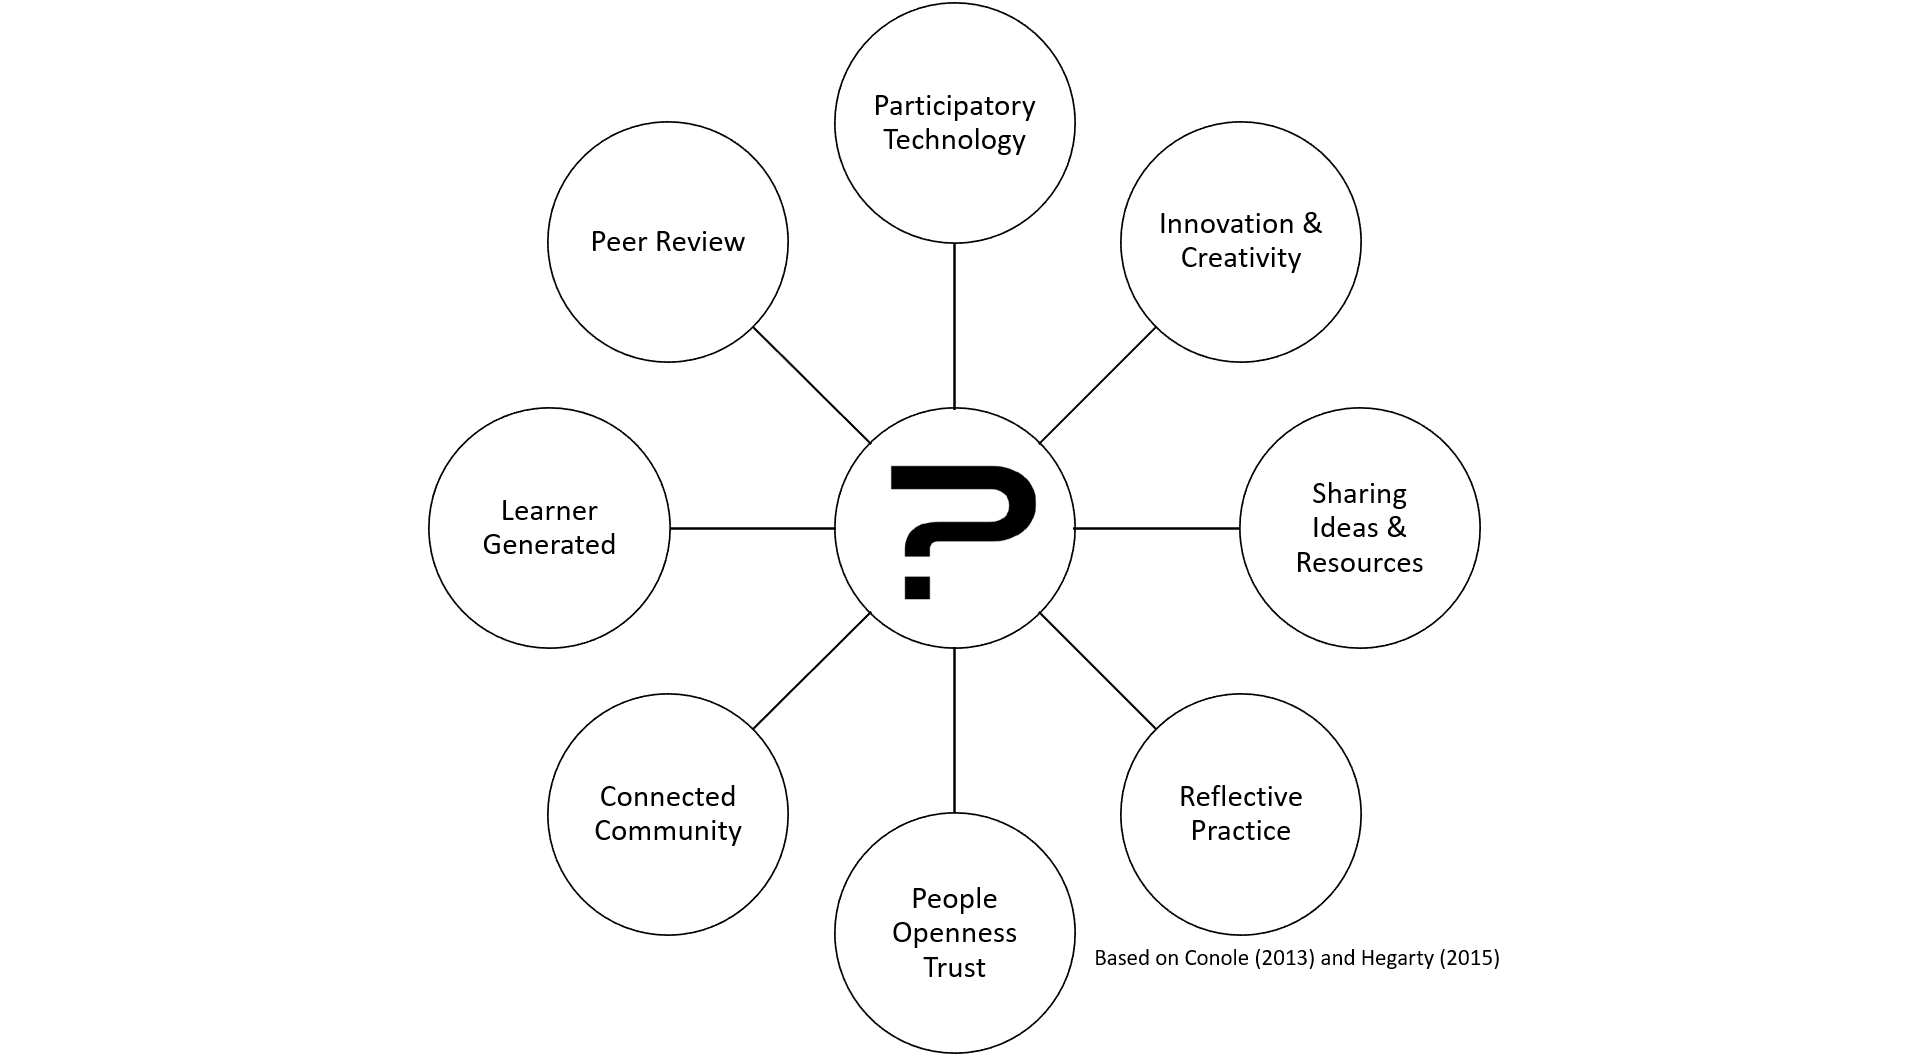 Participatory
Technology
Innovation &
Creativity
Sharing
Ideas &
Resources
Reflective
Practice
People
Openness
Trust
Connected
Community
Learner
Generated
Peer Review
?
Based on Conole (2013) and Hegarty (2015)